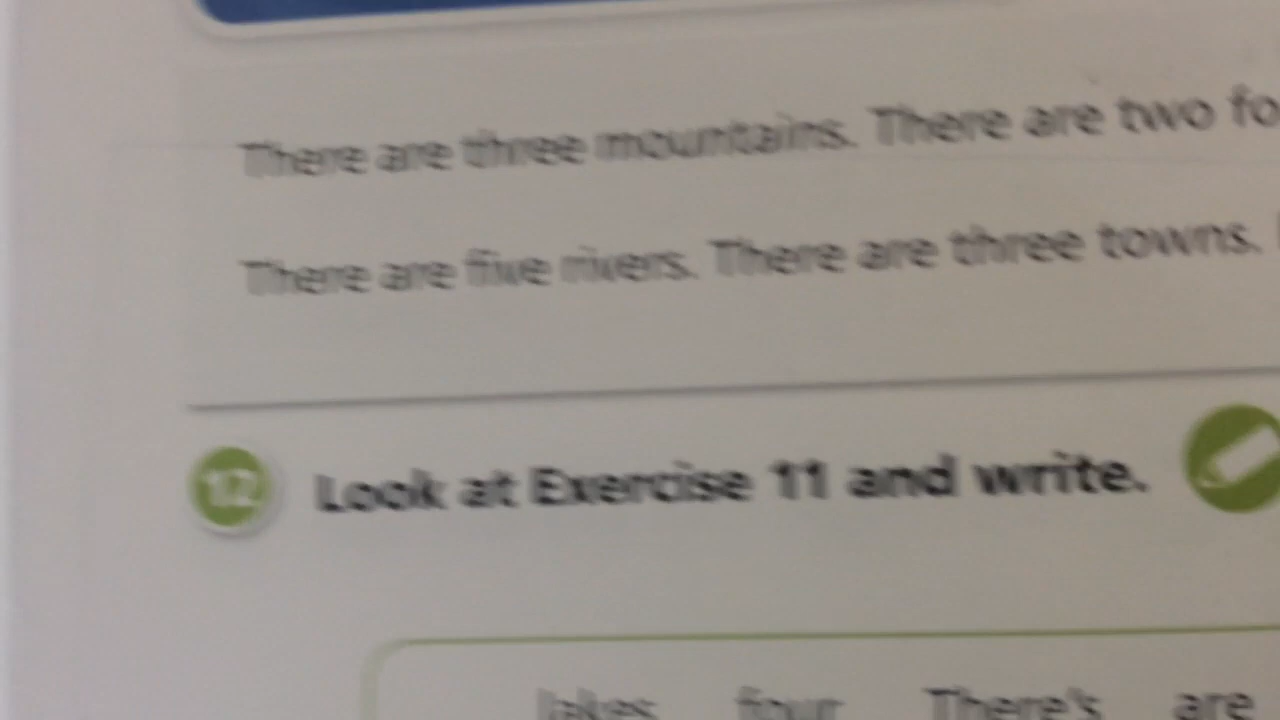 There are three mountains. There are two
There are five rivers. There are three towns.
12 Look at Exercise 11 and write.
lakes four There's are